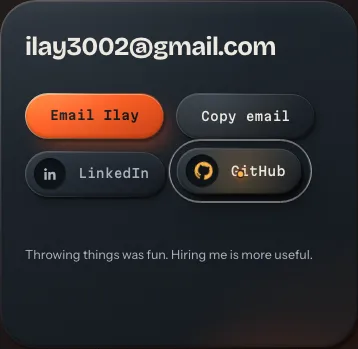 ilay3002@gmail.com
Email Ilay
Copy email
in LinkedIn
GitHub
Throwing things was fun. Hiring me is more useful.